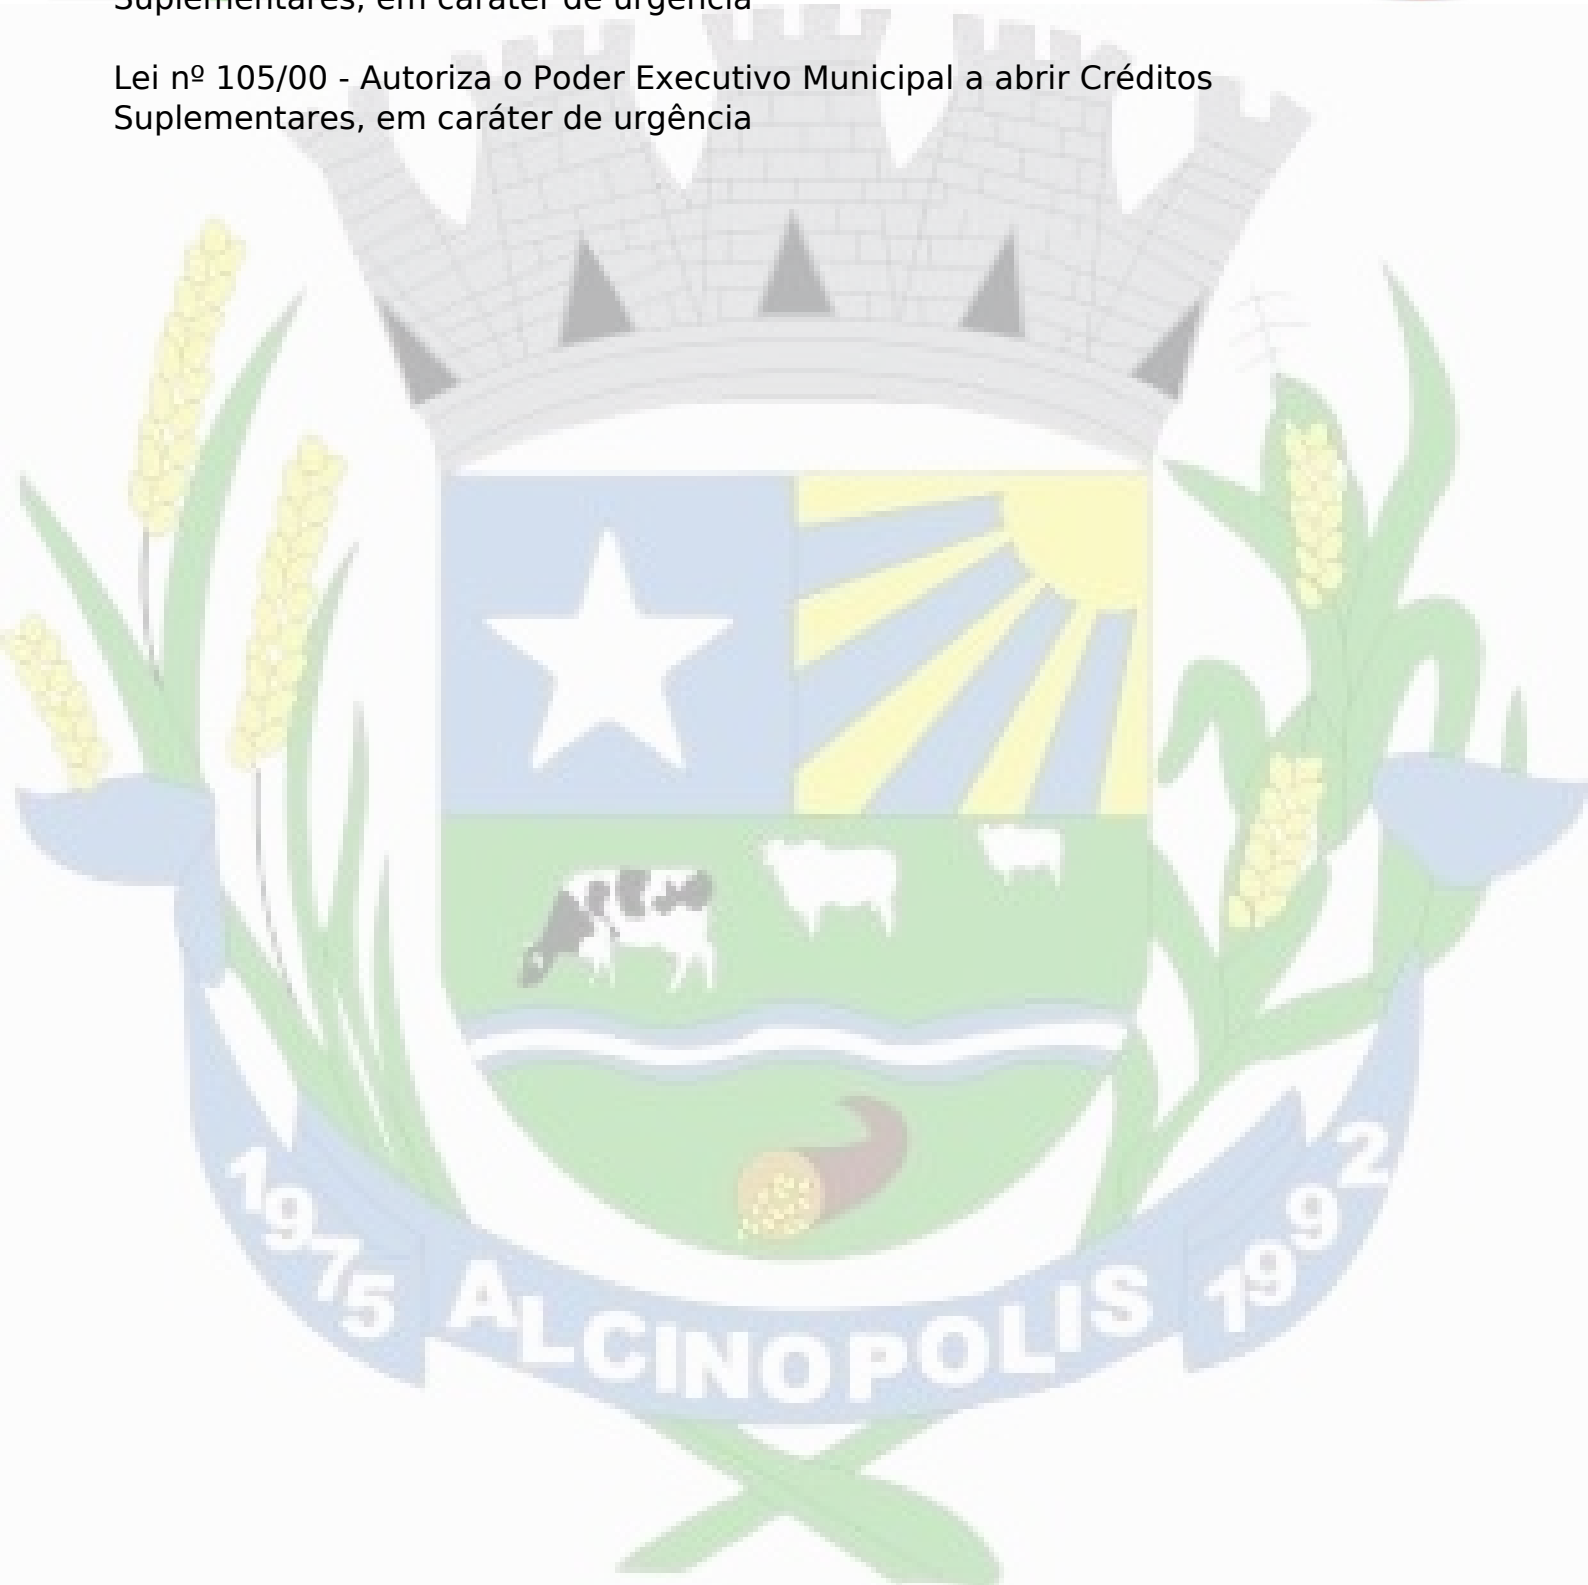 Suplementares, em caráter de urgência
Lei nº 105/00 - Autoriza o Poder Executivo Municipal a abrir Créditos
Suplementares, em caráter de urgência
1975
ALCINOPOLIS
1992